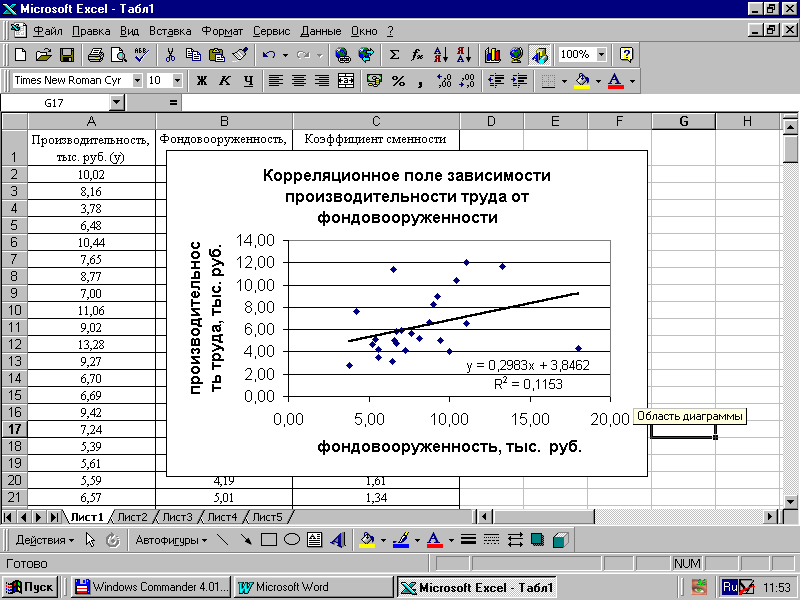 Microsoft Excel - Табл1
Файл Правка Вид Вставка Формат Сервис Данные Окно ?
100%
Times New Roman Cyr 10 Ж К Ч
G17 =
A B C D E F G H
Производительность, Фондовооруженность, Коэффициент сменности
1 тыс. руб. (у)
2 10,02
3 8,16
4 3,78
5 6,48
6 10,44
7 7,65
8 8,77
9 7,00
10 11,06
11 9,02
12 13,28
13 9,27
14 6,70
15 6,69
16 9,42
17 7,24
18 5,39
19 5,61
20 5,59 4,19 1,61
21 6,57 5,01 1,34
Корреляционное поле зависимости
производительности труда от
фондовооруженности
производительнос
ть труда, тыс. руб.
14,00
12,00
10,00
8,00
6,00
4,00
2,00
0,00
y = 0,2983x + 3,8462
R² = 0,1153
0,00 5,00 10,00 15,00 20,00
фондовооруженность, тыс. руб.
Область диаграммы
Лист1 Лист2 Лист3 Лист4 Лист5
Действия Автофигуры
Готово NUM
Пуск Windows Commander 4.01... Microsoft Word Microsoft Excel - Табл1 Ru 11:53